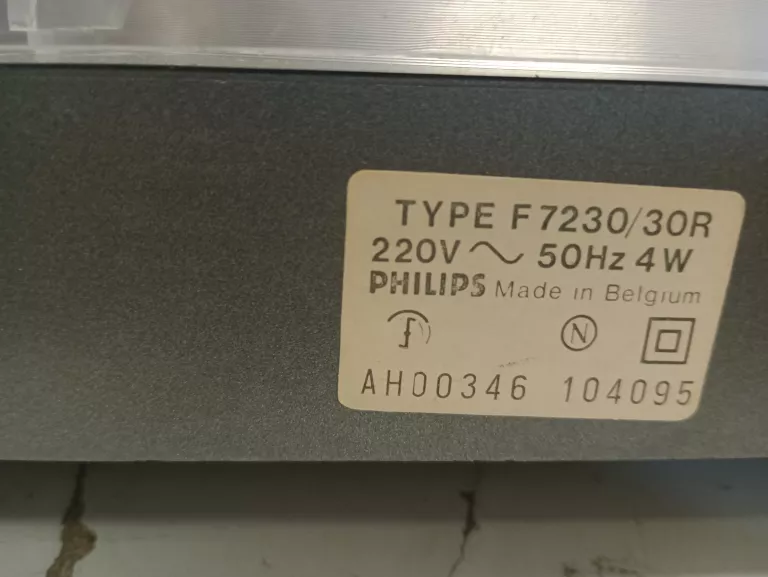 TYPE F7230/30R
220V ~ 50Hz 4W
PHILIPS Made in Belgium
N
AH00346 104095